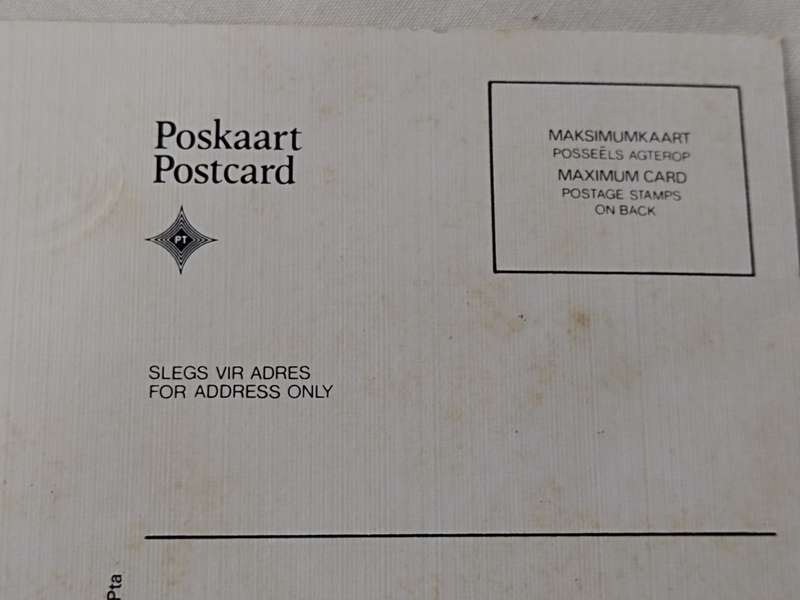 Poskaart
Postcard
PT
MAKSIMUMKAART
POSSEËLS AGTEROP
MAXIMUM CARD
POSTAGE STAMPS
ON BACK
SLEGS VIR ADRES
FOR ADDRESS ONLY
Pta